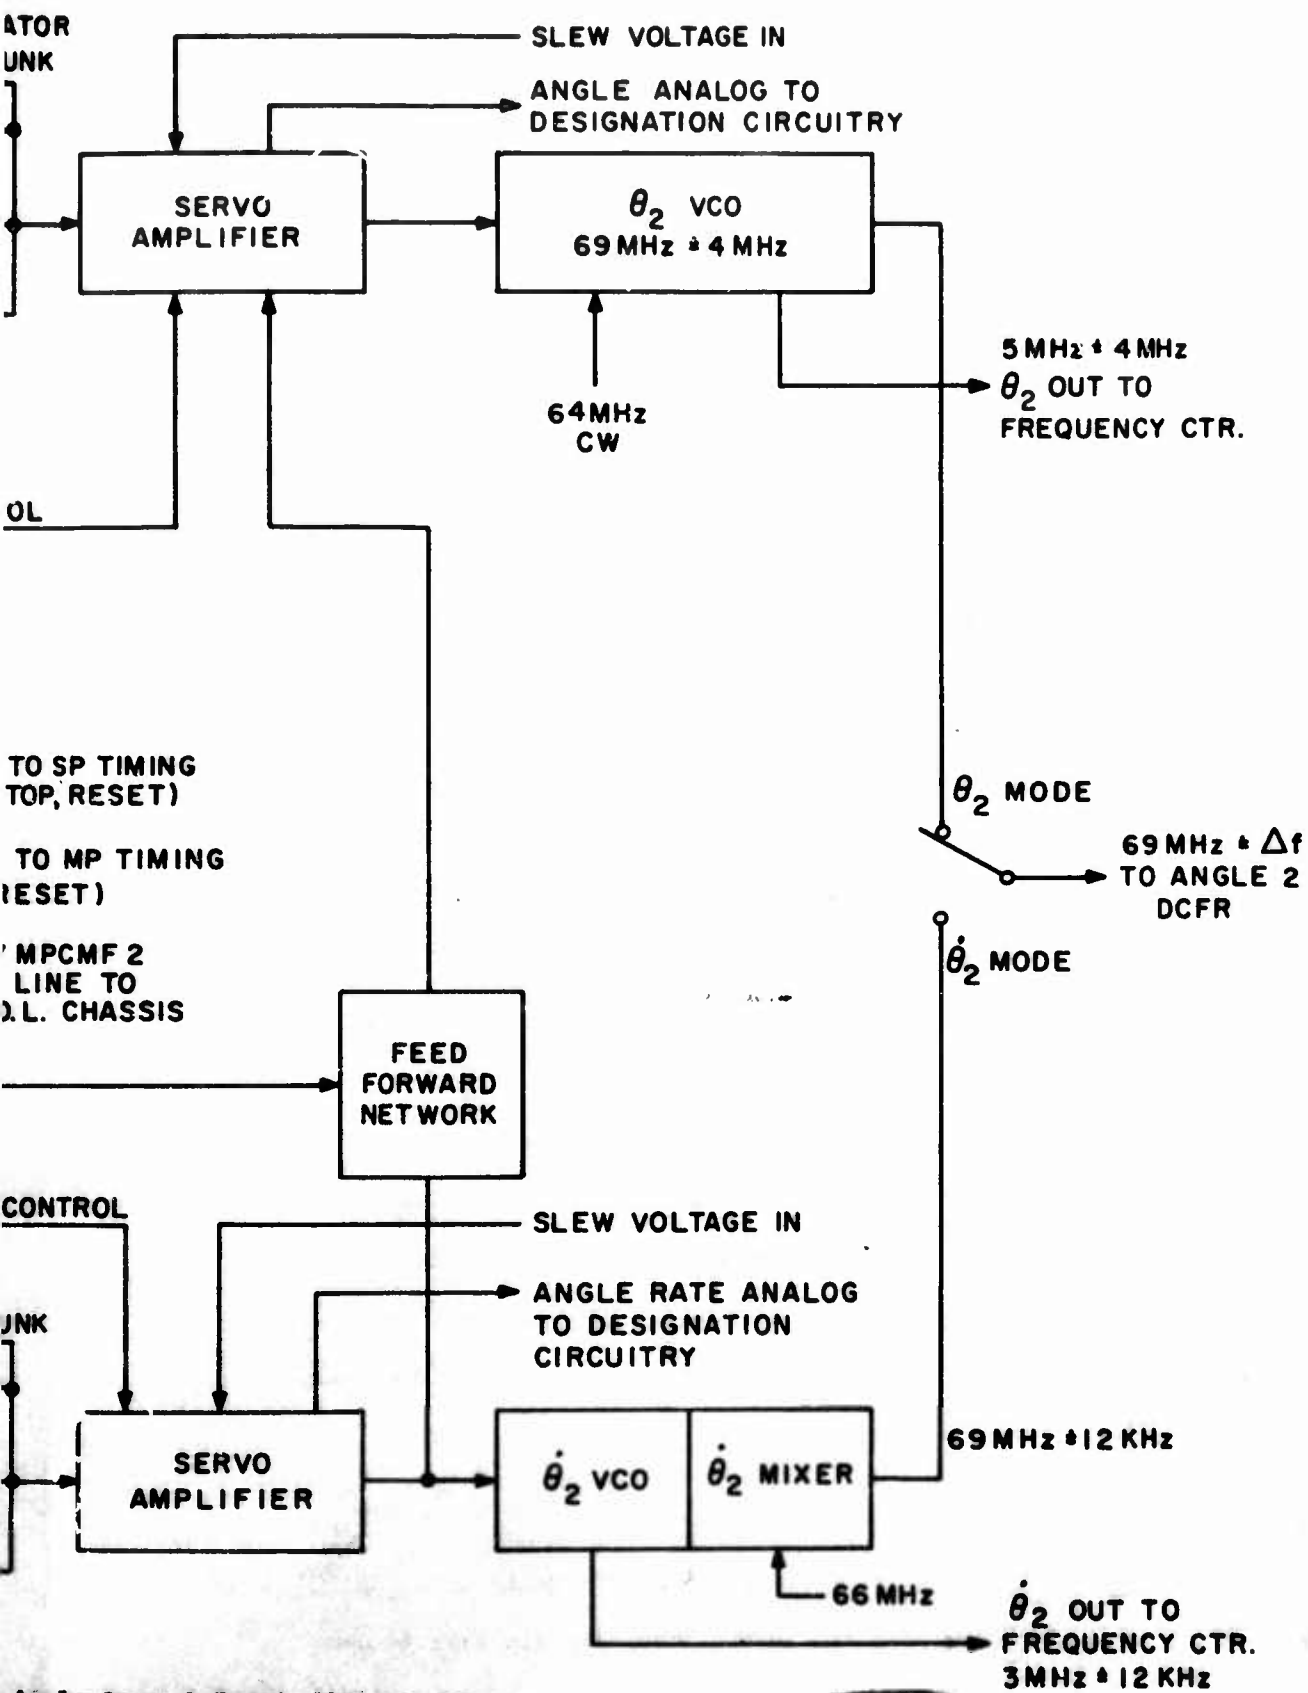 ATOR
UNK
SLEW VOLTAGE IN
ANGLE ANALOG TO
DESIGNATION CIRCUITRY
SERVO
AMPLIFIER
θ2 VCO
69 MHz ± 4 MHz
64 MHz
CW
5 MHz ± 4 MHz
θ2 OUT TO
FREQUENCY CTR.
OL
TO SP TIMING
TOP, RESET)
TO MP TIMING
RESET)
MPCMF 2
LINE TO
D.L. CHASSIS
θ2 MODE
69 MHz ± Δf
TO ANGLE 2
DCFR
θ̇2 MODE
FEED
FORWARD
NETWORK
CONTROL
SLEW VOLTAGE IN
ANGLE RATE ANALOG
TO DESIGNATION
CIRCUITRY
UNK
SERVO
AMPLIFIER
θ̇2 VCO
θ̇2 MIXER
69 MHz ± 12 KHz
66 MHz
θ̇2 OUT TO
FREQUENCY CTR.
3 MHz ± 12 KHz